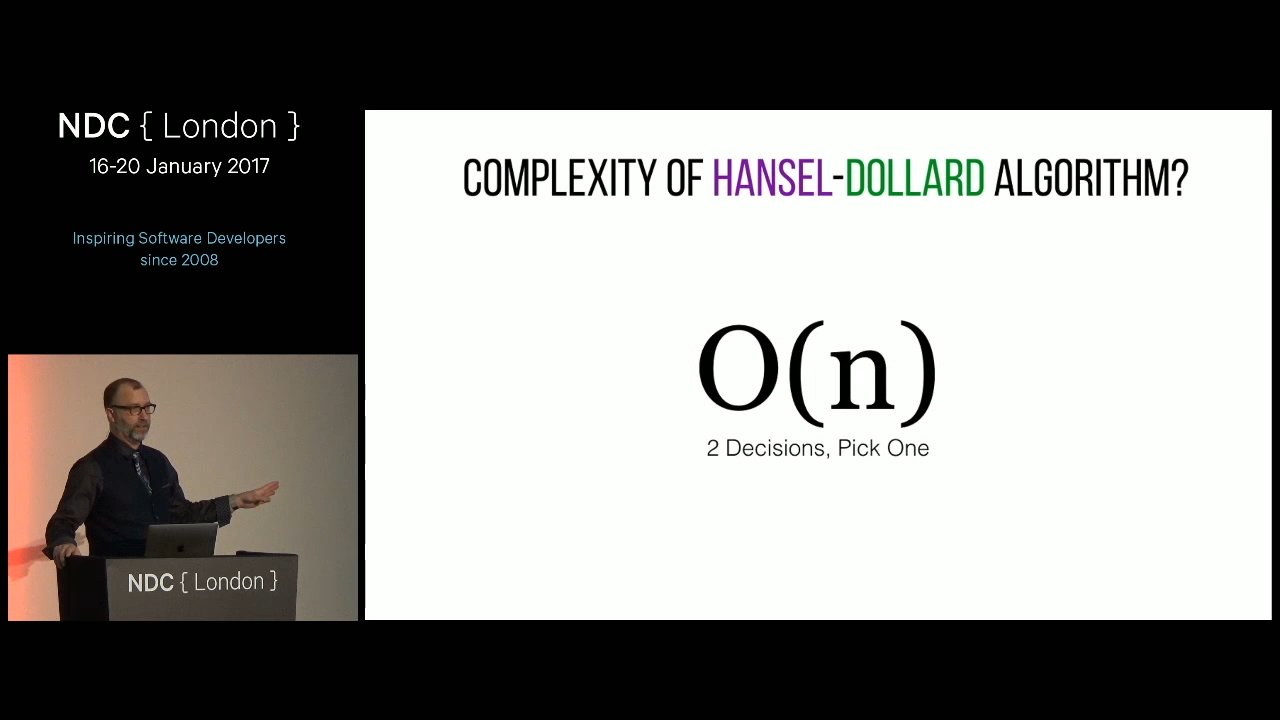 NDC { London }
16-20 January 2017
Inspiring Software Developers
since 2008
COMPLEXITY OF HANSEL-DOLLARD ALGORITHM?
O(n)
2 Decisions, Pick One
NDC { London }